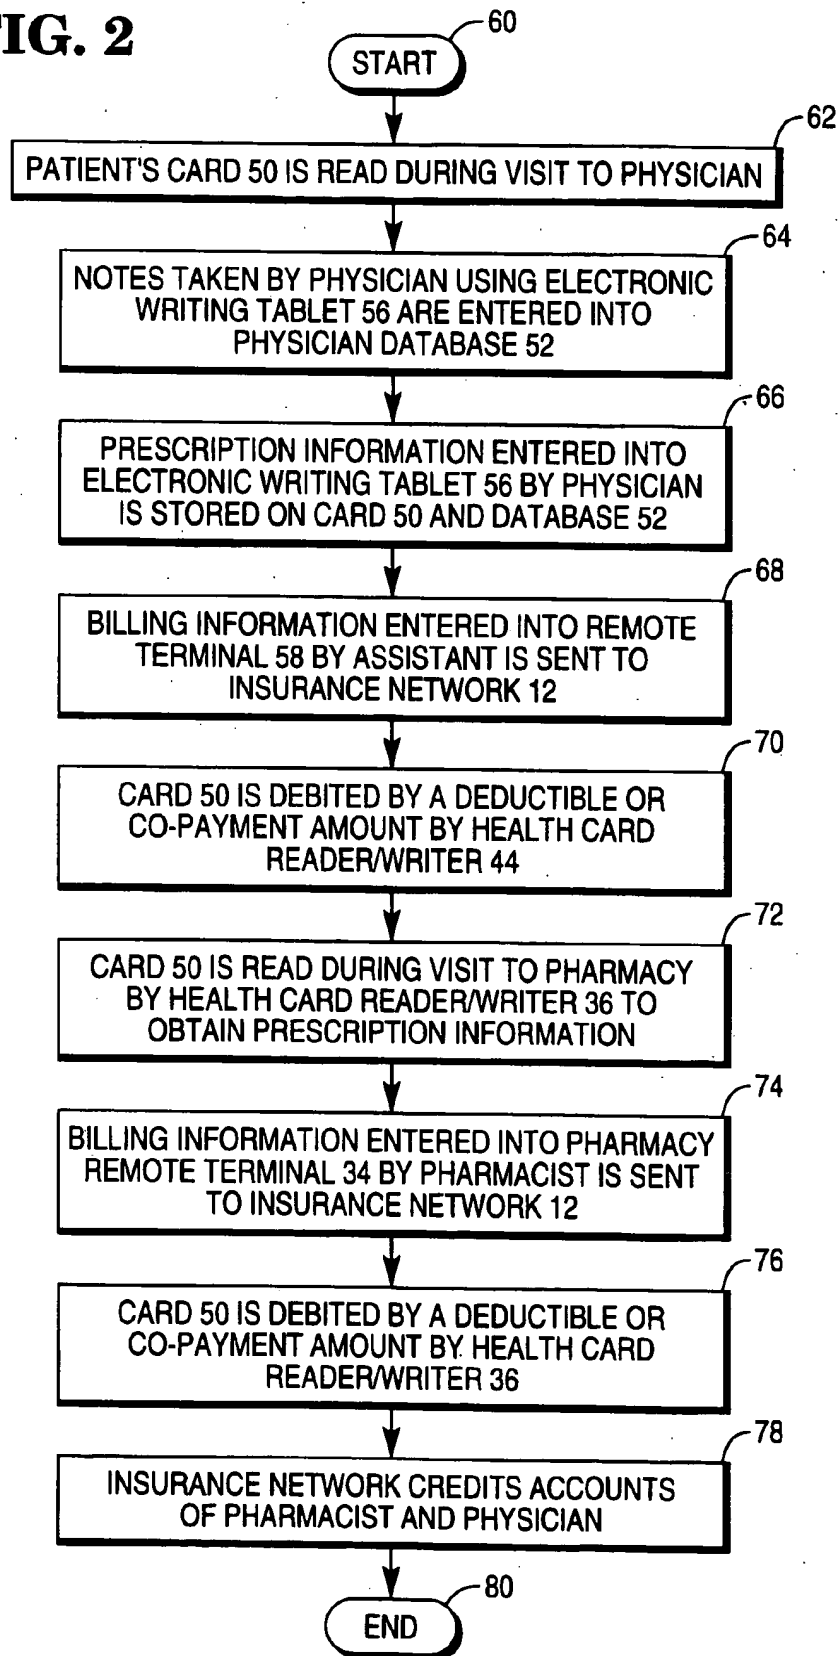 FIG. 2
60
START
62
PATIENT'S CARD 50 IS READ DURING VISIT TO PHYSICIAN
64
NOTES TAKEN BY PHYSICIAN USING ELECTRONIC
WRITING TABLET 56 ARE ENTERED INTO
PHYSICIAN DATABASE 52
66
PRESCRIPTION INFORMATION ENTERED INTO
ELECTRONIC WRITING TABLET 56 BY PHYSICIAN
IS STORED ON CARD 50 AND DATABASE 52
68
BILLING INFORMATION ENTERED INTO REMOTE
TERMINAL 58 BY ASSISTANT IS SENT TO
INSURANCE NETWORK 12
70
CARD 50 IS DEBITED BY A DEDUCTIBLE OR
CO-PAYMENT AMOUNT BY HEALTH CARD
READER/WRITER 44
72
CARD 50 IS READ DURING VISIT TO PHARMACY
BY HEALTH CARD READER/WRITER 36 TO
OBTAIN PRESCRIPTION INFORMATION
74
BILLING INFORMATION ENTERED INTO PHARMACY
REMOTE TERMINAL 34 BY PHARMACIST IS SENT
TO INSURANCE NETWORK 12
76
CARD 50 IS DEBITED BY A DEDUCTIBLE OR
CO-PAYMENT AMOUNT BY HEALTH CARD
READER/WRITER 36
78
INSURANCE NETWORK CREDITS ACCOUNTS
OF PHARMACIST AND PHYSICIAN
80
END